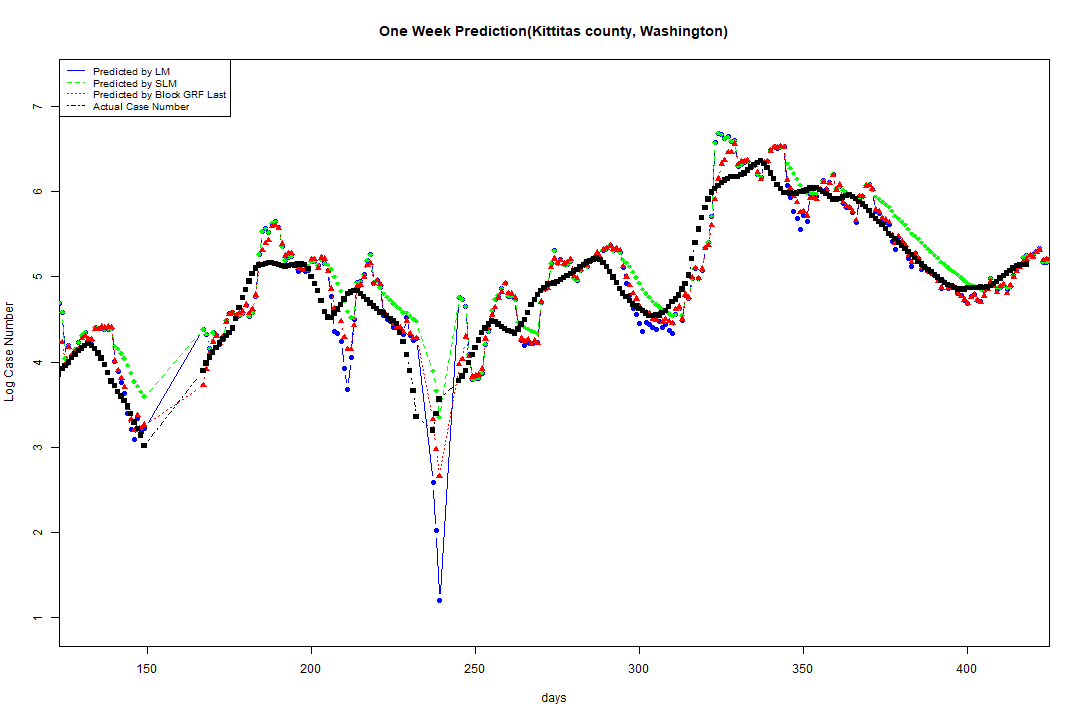 One Week Prediction(Kittitas county, Washington)
Predicted by LM
Predicted by SLM
Predicted by Block GRF Last
Actual Case Number
Log Case Number
7
6
5
4
3
2
1
150 200 250 300 350 400
days